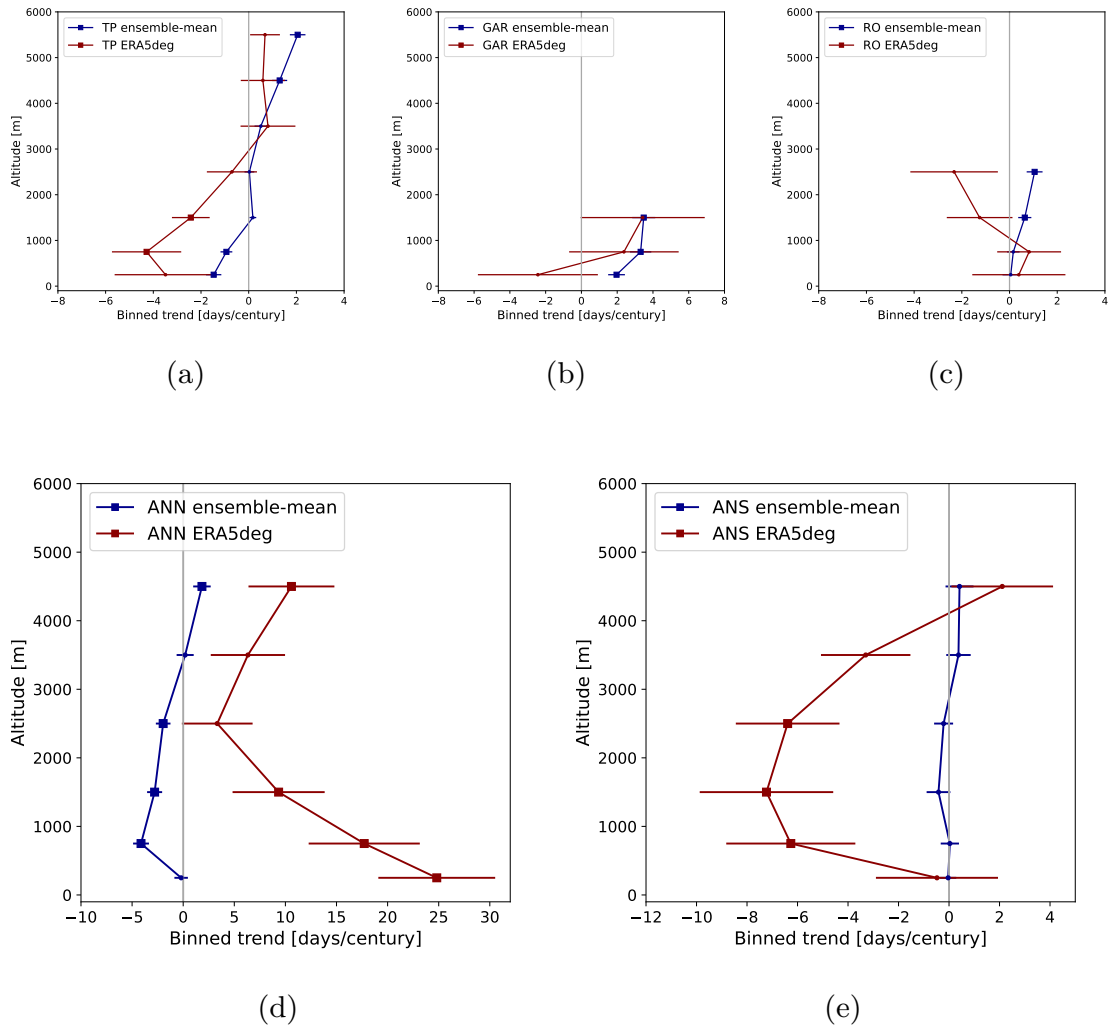 TP ensemble-mean
TP ERA5deg
Altitude [m]
6000
5000
4000
3000
2000
1000
0
−8 −6 −4 −2 0 2 4
Binned trend [days/century]
(a)
GAR ensemble-mean
GAR ERA5deg
Altitude [m]
6000
5000
4000
3000
2000
1000
0
−8 −6 −4 −2 0 2 4 6 8
Binned trend [days/century]
(b)
RO ensemble-mean
RO ERA5deg
Altitude [m]
6000
5000
4000
3000
2000
1000
0
−8 −6 −4 −2 0 2 4
Binned trend [days/century]
(c)
ANN ensemble-mean
ANN ERA5deg
Altitude [m]
6000
5000
4000
3000
2000
1000
0
−10 −5 0 5 10 15 20 25 30
Binned trend [days/century]
(d)
ANS ensemble-mean
ANS ERA5deg
Altitude [m]
6000
5000
4000
3000
2000
1000
0
−12 −10 −8 −6 −4 −2 0 2 4
Binned trend [days/century]
(e)